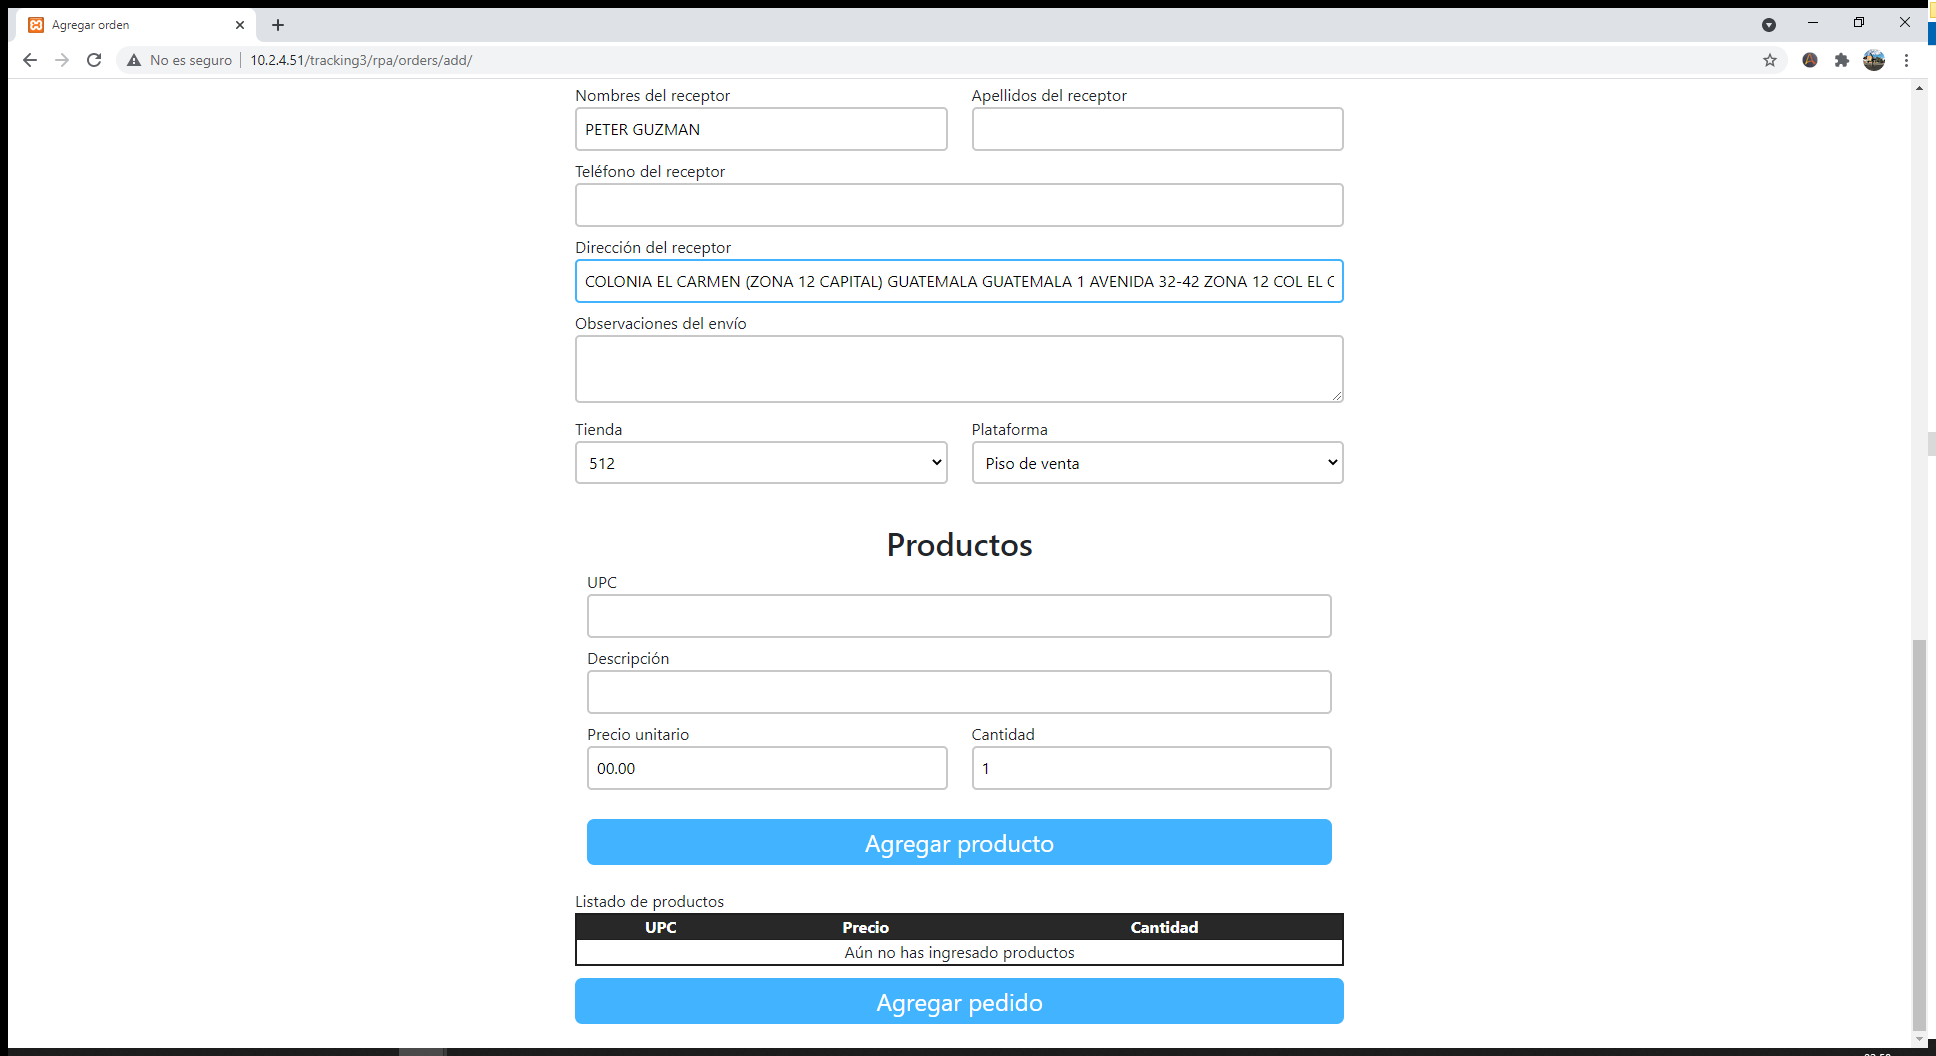 Agregar orden
No es seguro 10.2.4.51/tracking3/rpa/orders/add/
Nombres del receptor Apellidos del receptor
PETER GUZMAN
Teléfono del receptor
Dirección del receptor
COLONIA EL CARMEN (ZONA 12 CAPITAL) GUATEMALA GUATEMALA 1 AVENIDA 32-42 ZONA 12 COL EL
Observaciones del envío
Tienda Plataforma
512 Piso de venta
Productos
UPC
Descripción
Precio unitario Cantidad
00.00 1
Agregar producto
Listado de productos
UPC Precio Cantidad
Aún no has ingresado productos
Agregar pedido